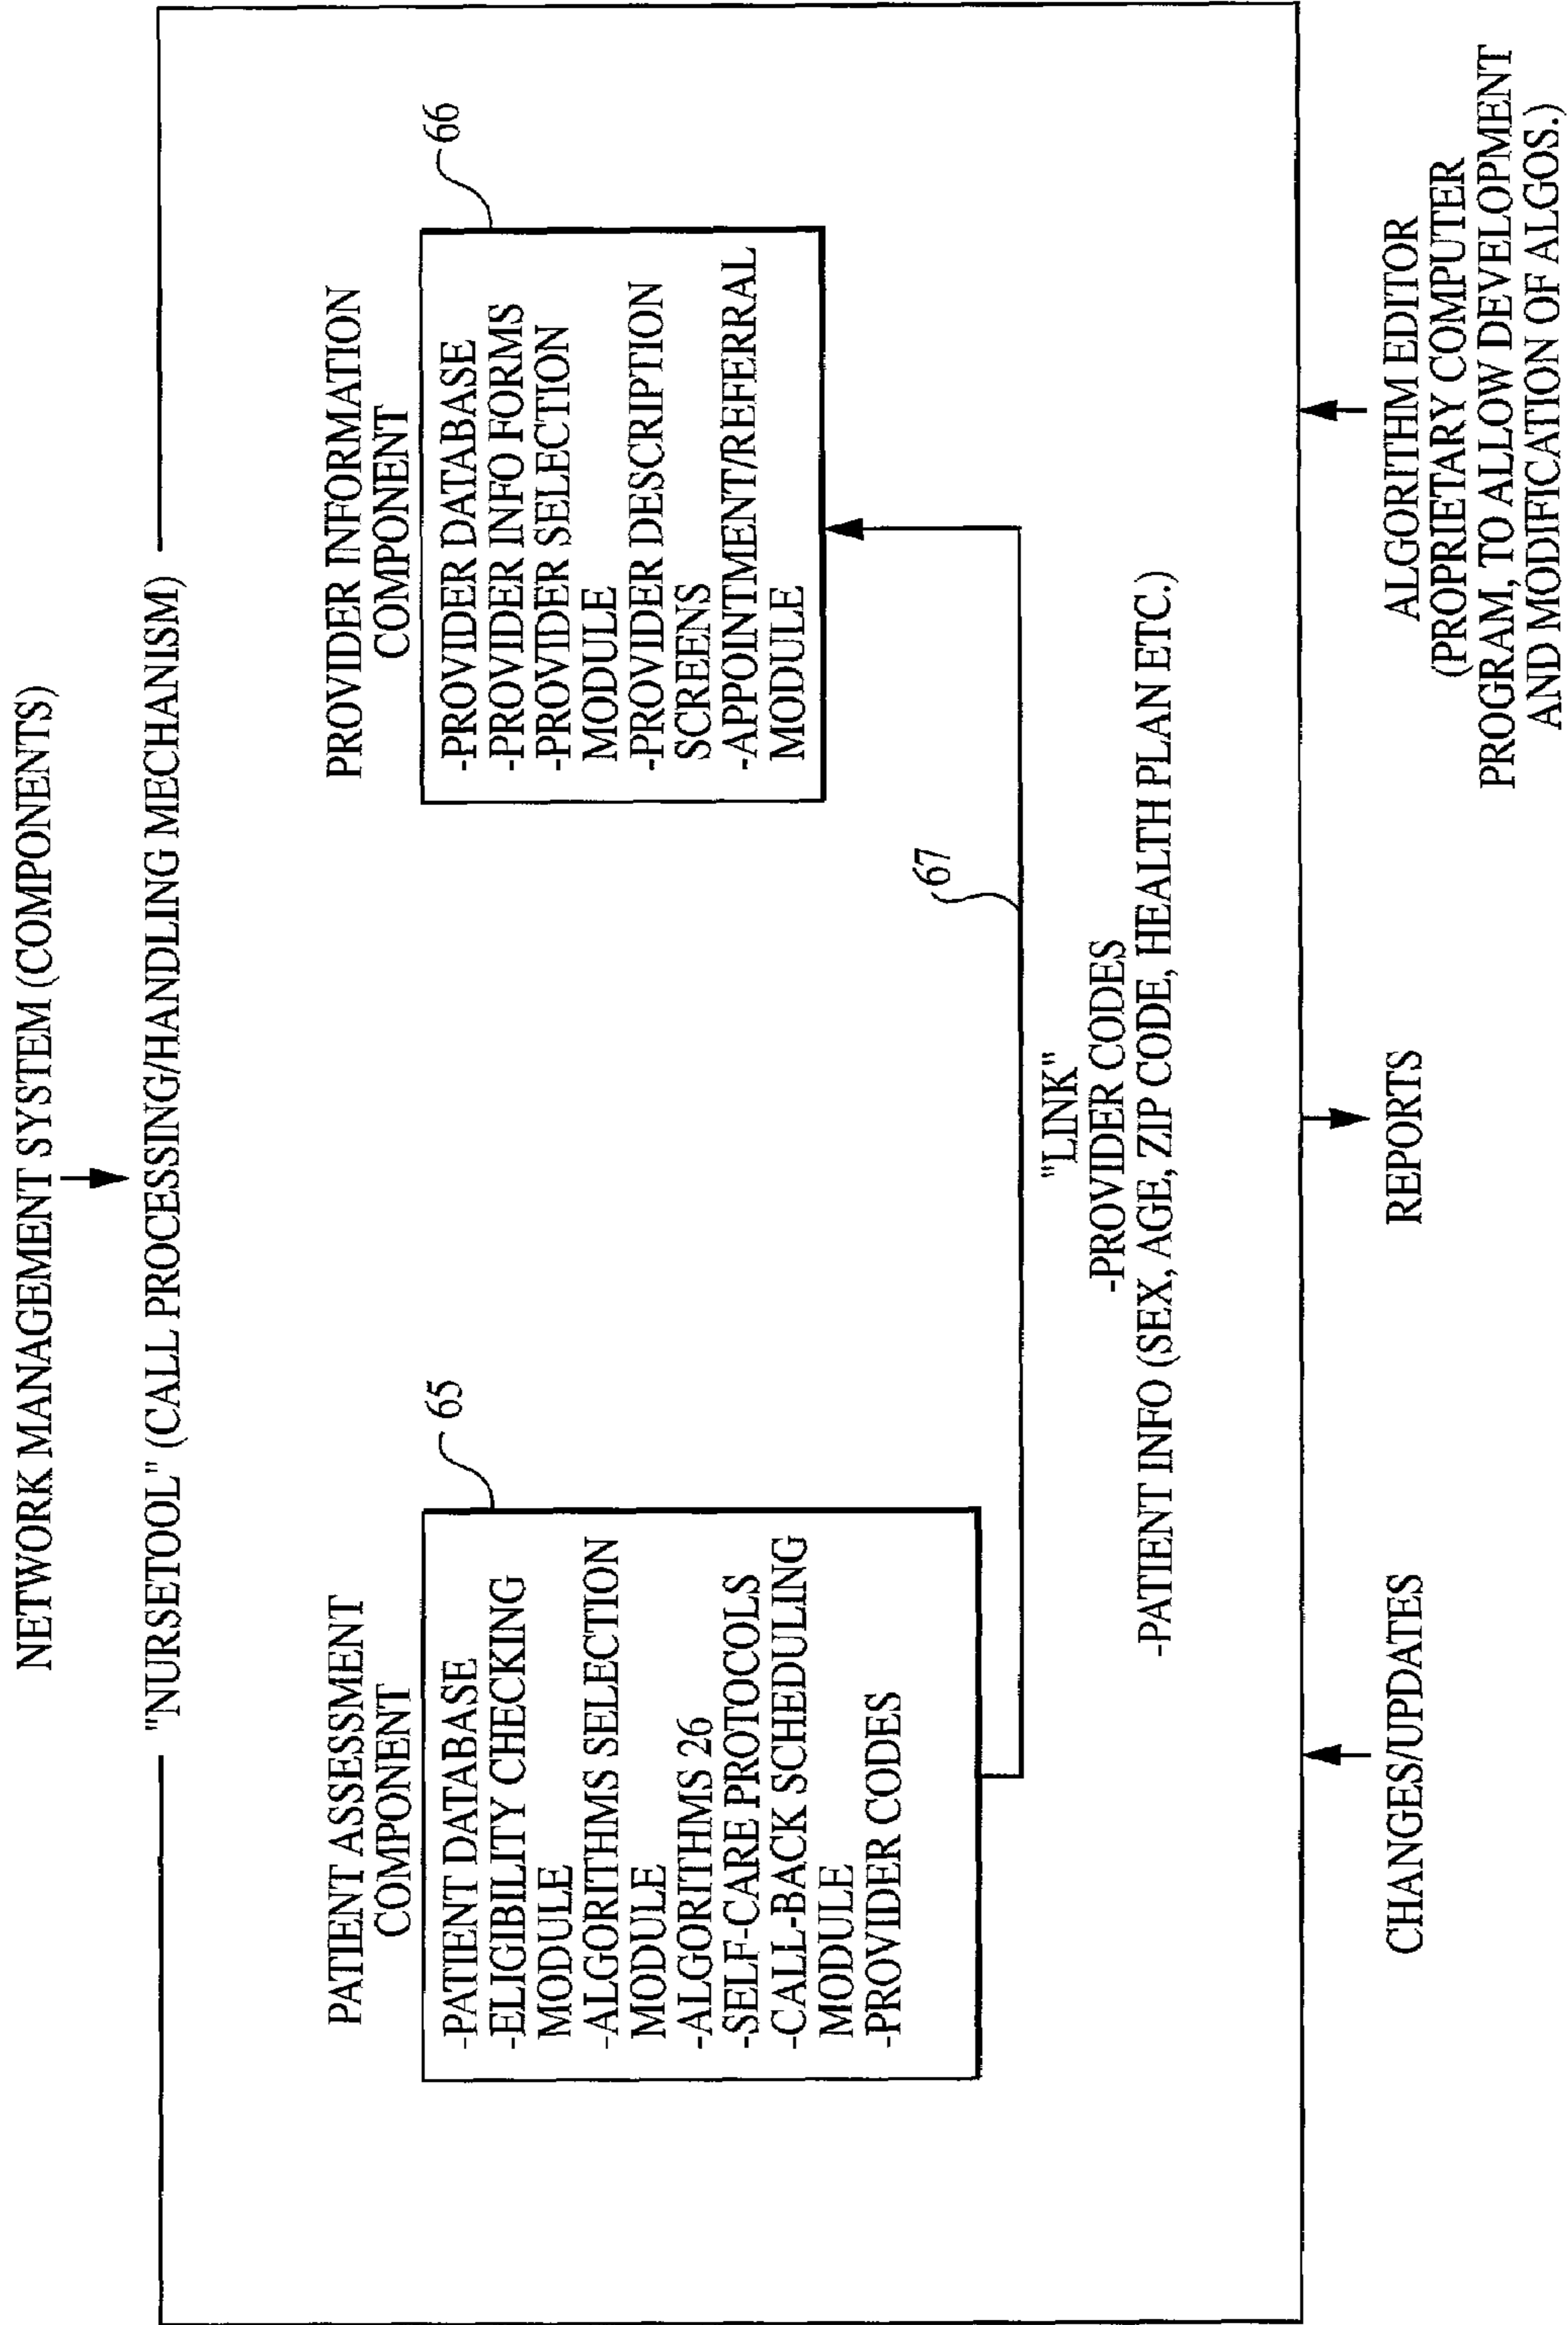 NETWORK MANAGEMENT SYSTEM (COMPONENTS)
"NURSETOOL" (CALL PROCESSING/HANDLING MECHANISM)
PATIENT ASSESSMENT
COMPONENT
65
-PATIENT DATABASE
-ELIGIBILITY CHECKING
MODULE
-ALGORITHMS SELECTION
MODULE
-ALGORITHMS 26
-SELF-CARE PROTOCOLS
-CALL-BACK SCHEDULING
MODULE
-PROVIDER CODES
PROVIDER INFORMATION
COMPONENT
66
-PROVIDER DATABASE
-PROVIDER INFO FORMS
-PROVIDER SELECTION
MODULE
-PROVIDER DESCRIPTION
SCREENS
-APPOINTMENT/REFERRAL
MODULE
67
"LINK"
-PROVIDER CODES
-PATIENT INFO (SEX, AGE, ZIP CODE, HEALTH PLAN ETC.)
CHANGES/UPDATES
REPORTS
ALGORITHM EDITOR
(PROPRIETARY COMPUTER
PROGRAM, TO ALLOW DEVELOPMENT
AND MODIFICATION OF ALGOS.)